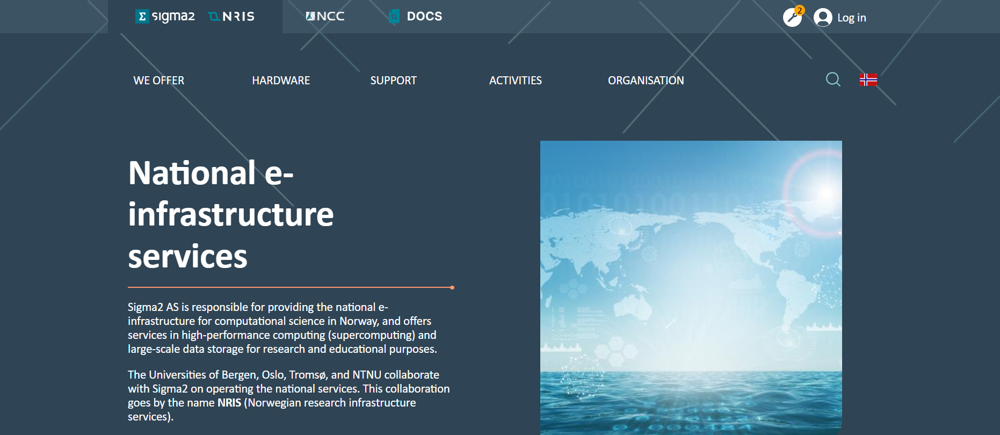 Σ sigma2 NRIS NCC DOCS 2 Log in
WE OFFER HARDWARE SUPPORT ACTIVITIES ORGANISATION
National e-
infrastructure
services
Sigma2 AS is responsible for providing the national e-
infrastructure for computational science in Norway, and offers
services in high-performance computing (supercomputing) and
large-scale data storage for research and educational purposes.
The Universities of Bergen, Oslo, Tromsø, and NTNU collaborate
with Sigma2 on operating the national services. This collaboration
goes by the name NRIS (Norwegian research infrastructure
services).